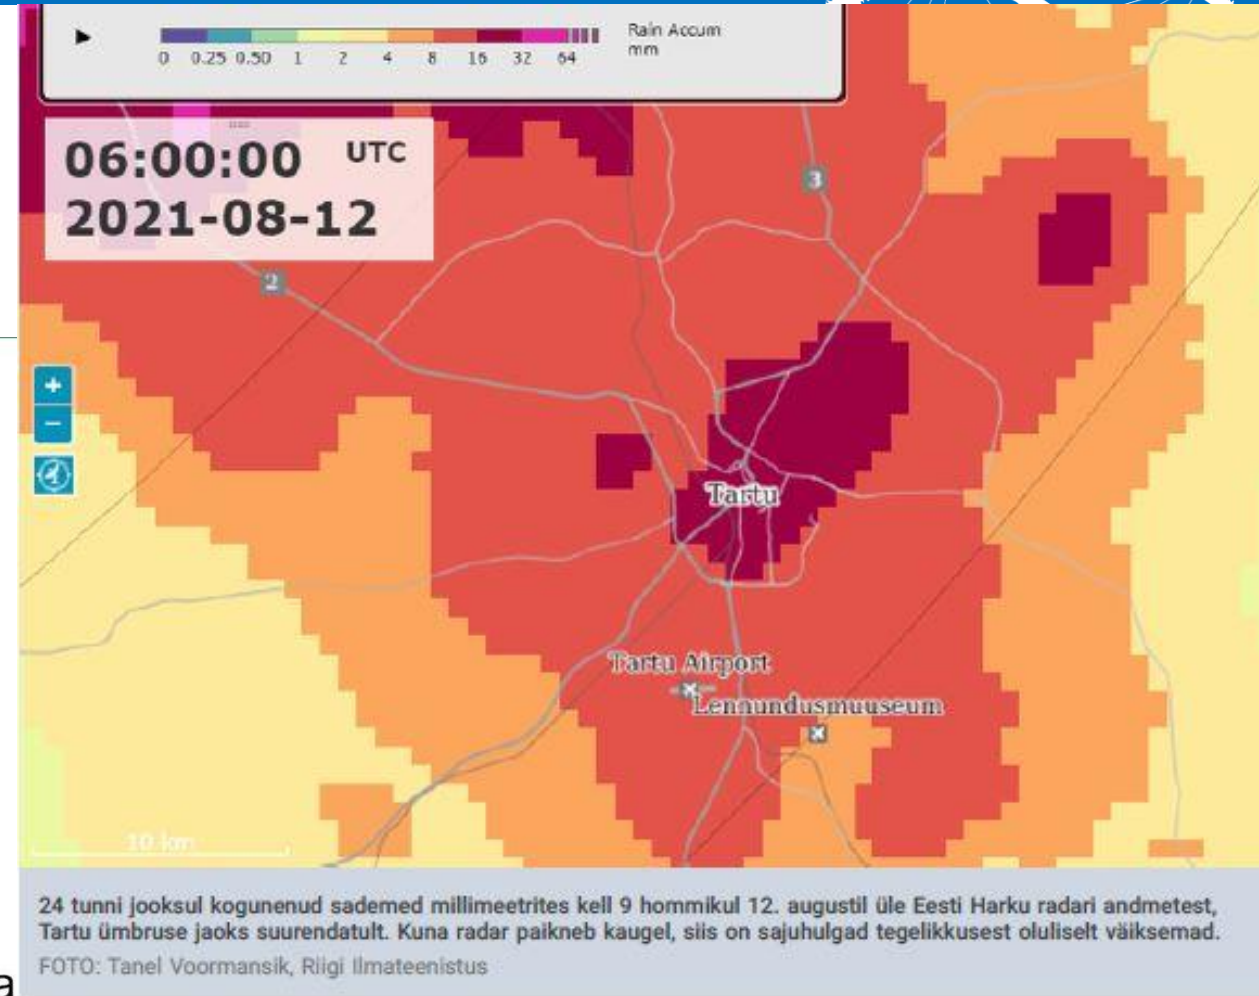 Rain Accum
mm
0 0.25 0.50 1 2 4 8 16 32 64
06:00:00 UTC
2021-08-12
3
2
+
−
Tartu
Tartu Airport
Lennundusmuuseum
10 km
24 tunni jooksul kogunenud sademed millimeetrites kell 9 hommikul 12. augustil üle Eesti Harku radari andmetest,
Tartu ümbruse jaoks suurendatult. Kuna radar paikneb kaugel, siis on sajuhulgad tegelikkusest oluliselt väiksemad.
FOTO: Tanel Voormansik, Riigi Ilmateenistus
a